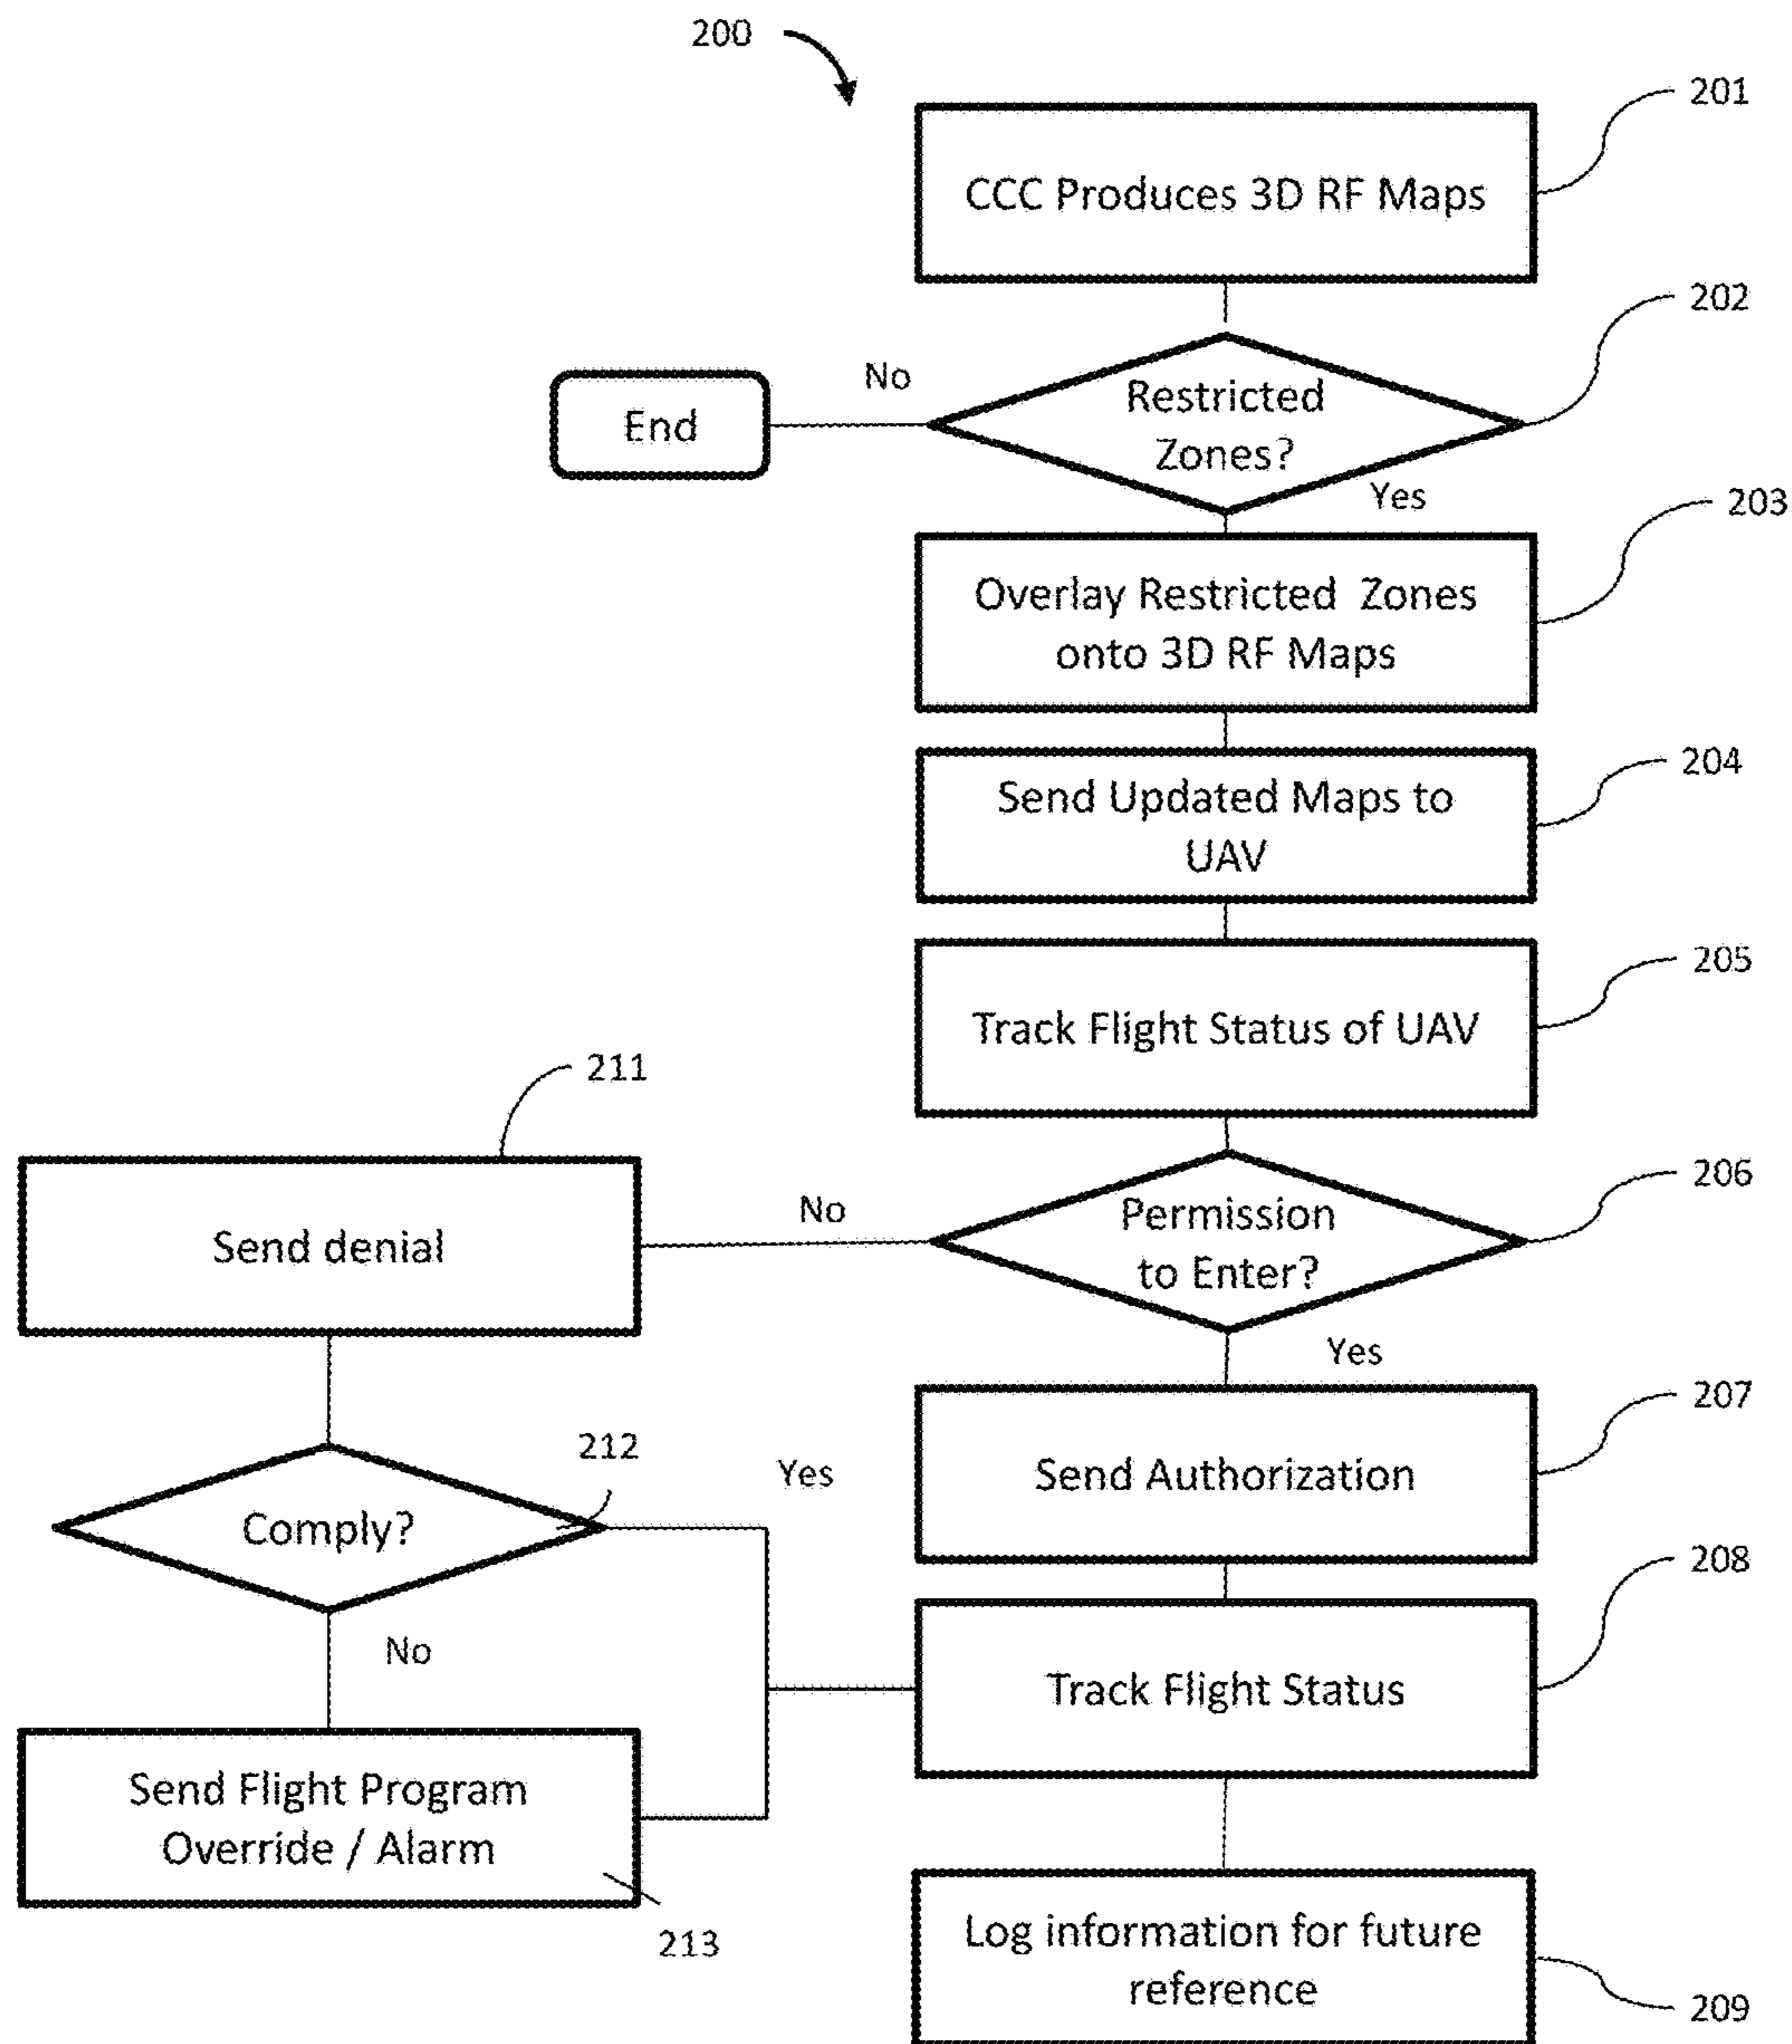 200
201
CCC Produces 3D RF Maps
202
No
Restricted
Zones?
End
Yes
203
Overlay Restricted Zones
onto 3D RF Maps
204
Send Updated Maps to
UAV
205
Track Flight Status of UAV
211
206
No
Permission
to Enter?
Send denial
Yes
207
212
Yes
Send Authorization
Comply?
208
No
Track Flight Status
Send Flight Program
Override / Alarm
213
Log information for future
reference
209